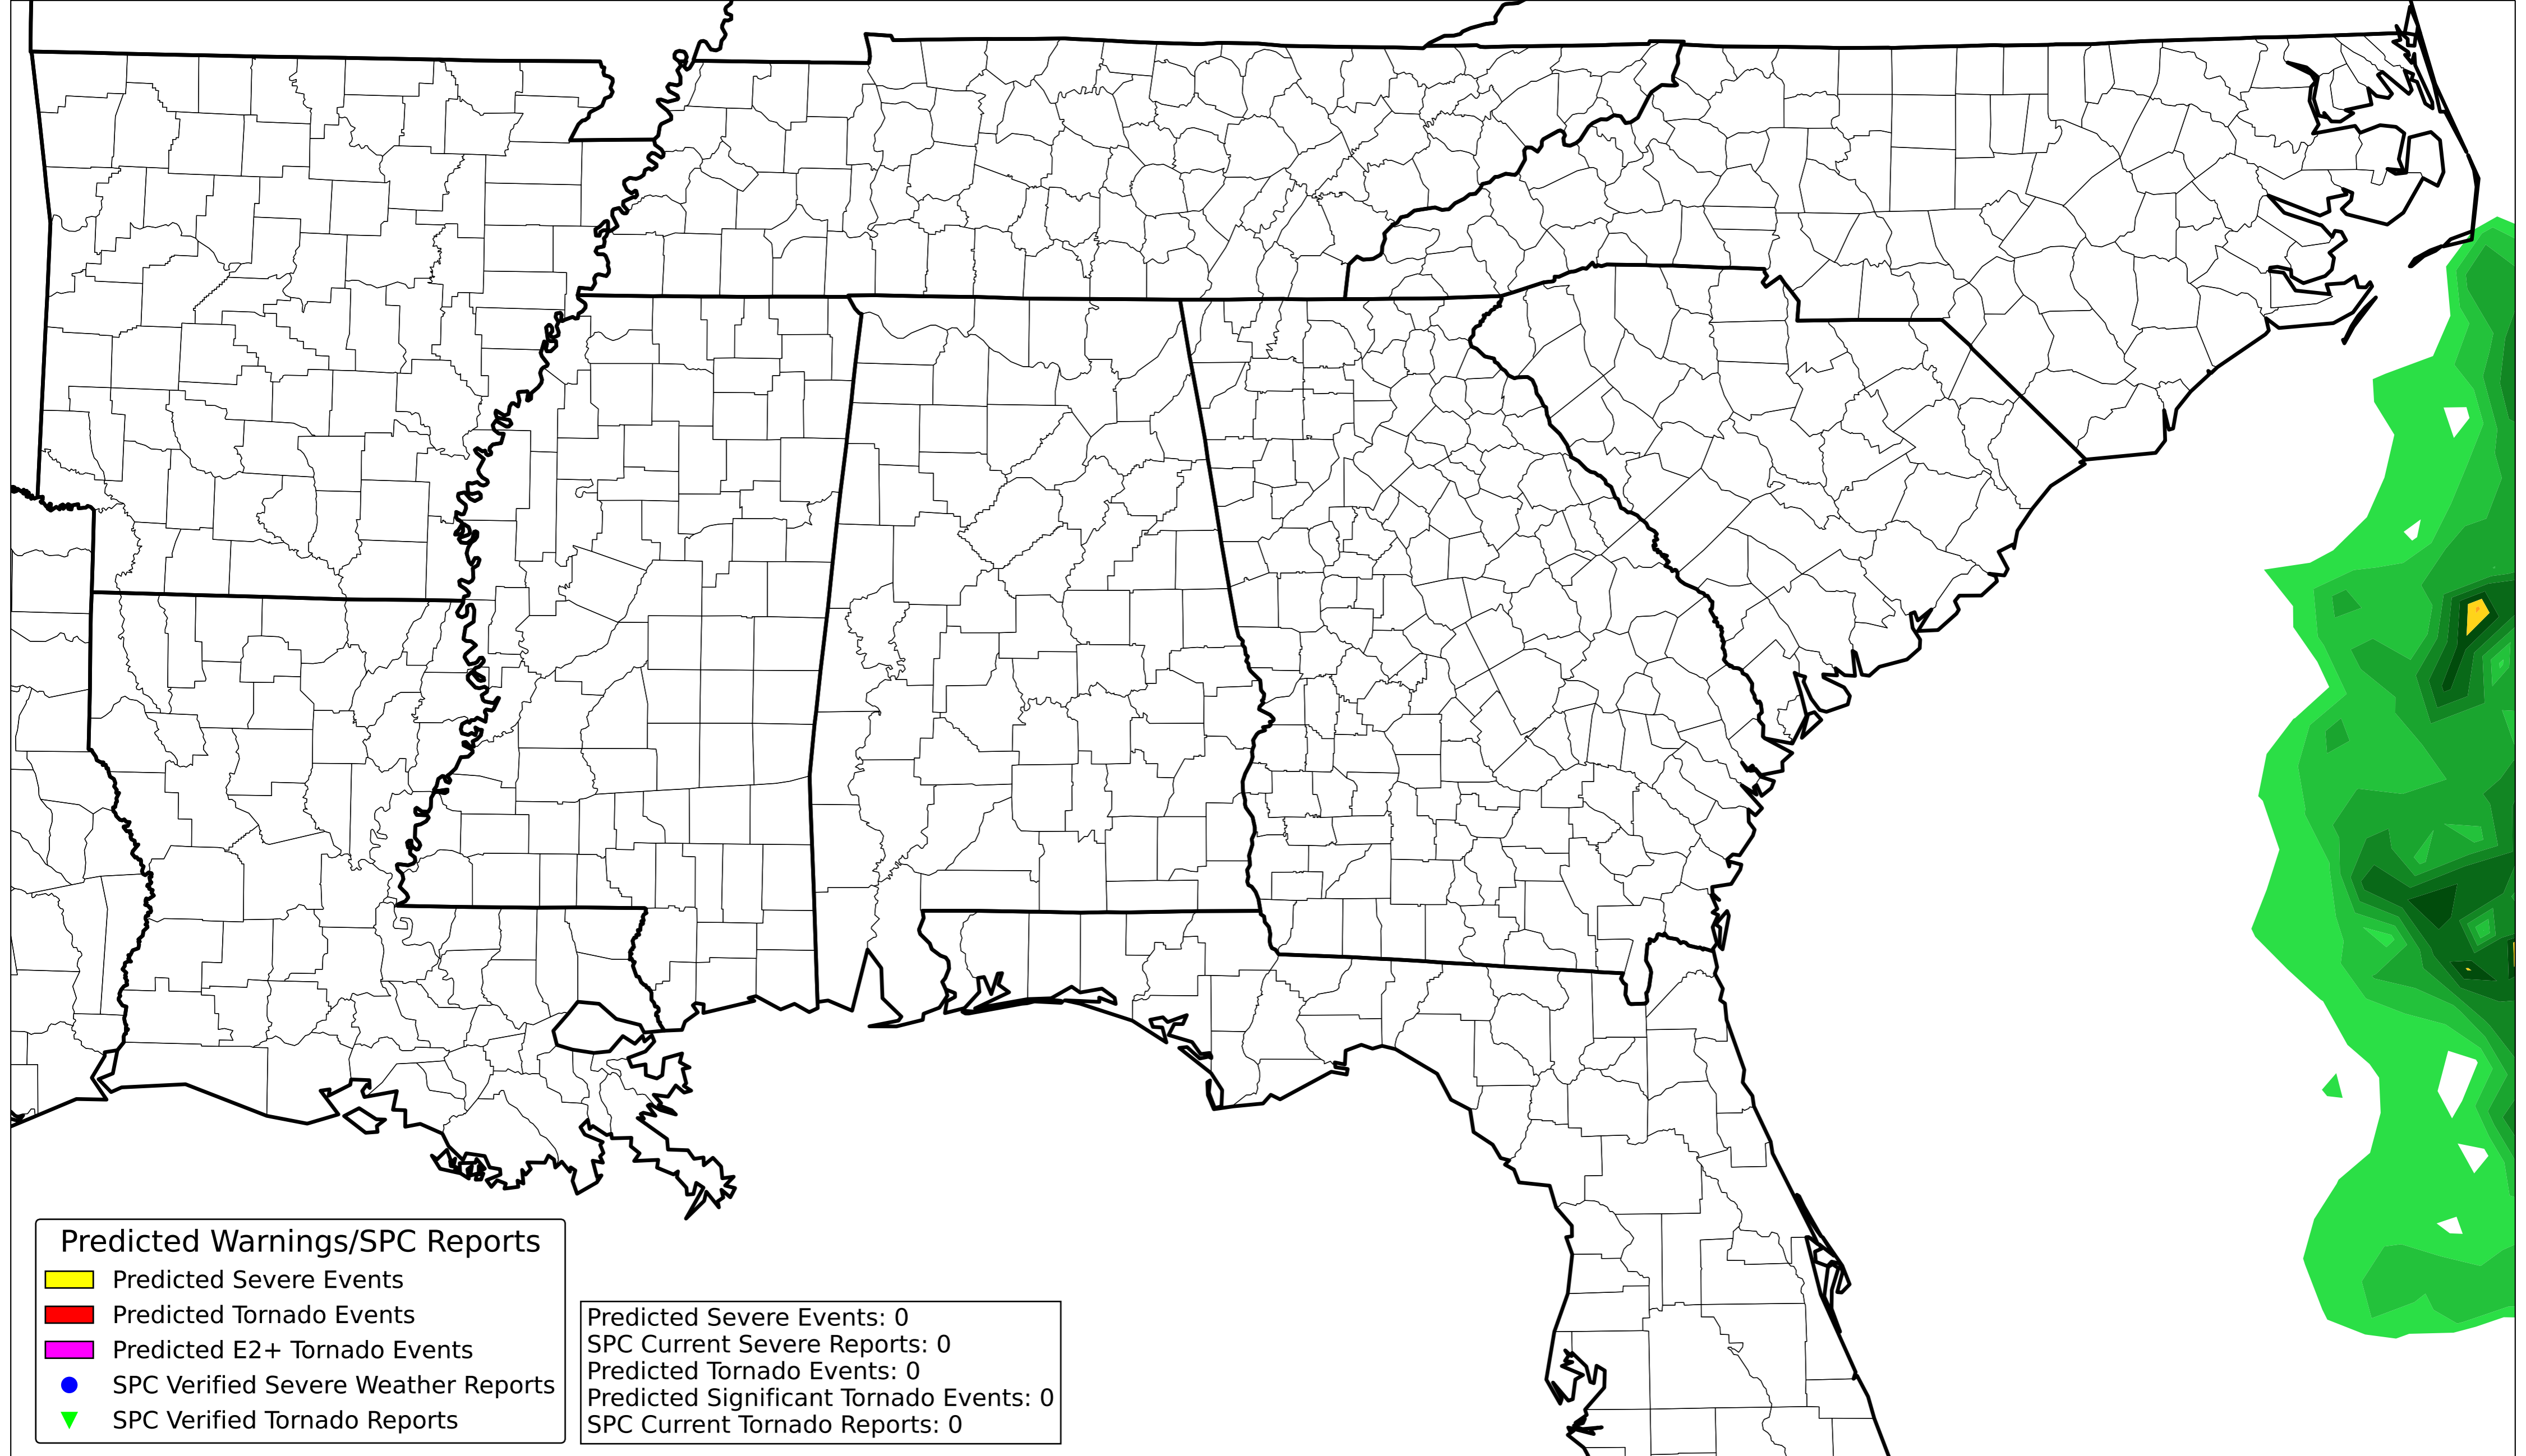 Predicted Warnings/SPC Reports
Predicted Severe Events
Predicted Tornado Events
Predicted E2+ Tornado Events
SPC Verified Severe Weather Reports
SPC Verified Tornado Reports
Predicted Severe Events: 0
SPC Current Severe Reports: 0
Predicted Tornado Events: 0
Predicted Significant Tornado Events: 0
SPC Current Tornado Reports: 0